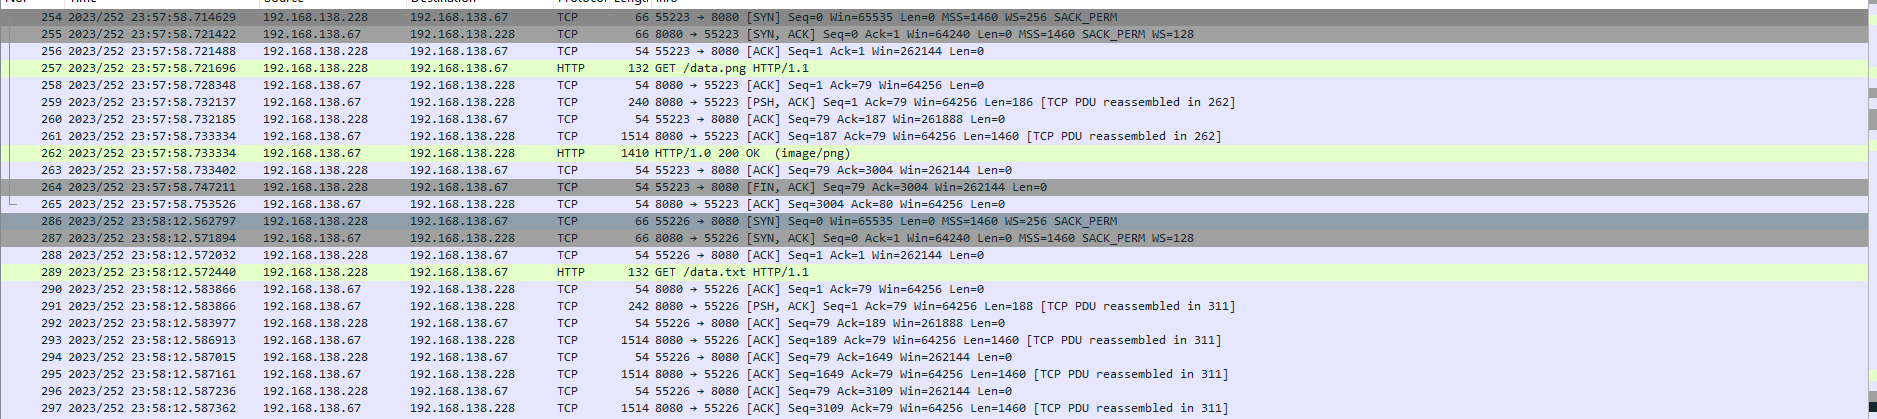 254 2023/252 23:57:58.714629 192.168.138.228 192.168.138.67 TCP 66 55223 → 8080 [SYN] Seq=0 Win=65535 Len=0 MSS=1460 WS=256 SACK_PERM
255 2023/252 23:57:58.721422 192.168.138.67 192.168.138.228 TCP 66 8080 → 55223 [SYN, ACK] Seq=0 Ack=1 Win=64240 Len=0 MSS=1460 SACK_PERM WS=128
256 2023/252 23:57:58.721488 192.168.138.228 192.168.138.67 TCP 54 55223 → 8080 [ACK] Seq=1 Ack=1 Win=262144 Len=0
257 2023/252 23:57:58.721696 192.168.138.228 192.168.138.67 HTTP 132 GET /data.png HTTP/1.1
258 2023/252 23:57:58.728348 192.168.138.67 192.168.138.228 TCP 54 8080 → 55223 [ACK] Seq=1 Ack=79 Win=64256 Len=0
259 2023/252 23:57:58.732137 192.168.138.67 192.168.138.228 TCP 240 8080 → 55223 [PSH, ACK] Seq=1 Ack=79 Win=64256 Len=186 [TCP PDU reassembled in 262]
260 2023/252 23:57:58.732185 192.168.138.228 192.168.138.67 TCP 54 55223 → 8080 [ACK] Seq=79 Ack=187 Win=261888 Len=0
261 2023/252 23:57:58.733334 192.168.138.67 192.168.138.228 TCP 1514 8080 → 55223 [ACK] Seq=187 Ack=79 Win=64256 Len=1460 [TCP PDU reassembled in 262]
262 2023/252 23:57:58.733334 192.168.138.67 192.168.138.228 HTTP 1410 HTTP/1.0 200 OK (image/png)
263 2023/252 23:57:58.733402 192.168.138.228 192.168.138.67 TCP 54 55223 → 8080 [ACK] Seq=79 Ack=3004 Win=262144 Len=0
264 2023/252 23:57:58.747211 192.168.138.228 192.168.138.67 TCP 54 55223 → 8080 [FIN, ACK] Seq=79 Ack=3004 Win=262144 Len=0
265 2023/252 23:57:58.753526 192.168.138.67 192.168.138.228 TCP 54 8080 → 55223 [ACK] Seq=3004 Ack=80 Win=64256 Len=0
286 2023/252 23:58:12.562797 192.168.138.228 192.168.138.67 TCP 66 55226 → 8080 [SYN] Seq=0 Win=65535 Len=0 MSS=1460 WS=256 SACK_PERM
287 2023/252 23:58:12.571894 192.168.138.67 192.168.138.228 TCP 66 8080 → 55226 [SYN, ACK] Seq=0 Ack=1 Win=64240 Len=0 MSS=1460 SACK_PERM WS=128
288 2023/252 23:58:12.572032 192.168.138.228 192.168.138.67 TCP 54 55226 → 8080 [ACK] Seq=1 Ack=1 Win=262144 Len=0
289 2023/252 23:58:12.572440 192.168.138.228 192.168.138.67 HTTP 132 GET /data.txt HTTP/1.1
290 2023/252 23:58:12.583866 192.168.138.67 192.168.138.228 TCP 54 8080 → 55226 [ACK] Seq=1 Ack=79 Win=64256 Len=0
291 2023/252 23:58:12.583866 192.168.138.67 192.168.138.228 TCP 242 8080 → 55226 [PSH, ACK] Seq=1 Ack=79 Win=64256 Len=188 [TCP PDU reassembled in 311]
292 2023/252 23:58:12.583977 192.168.138.228 192.168.138.67 TCP 54 55226 → 8080 [ACK] Seq=79 Ack=189 Win=261888 Len=0
293 2023/252 23:58:12.586913 192.168.138.67 192.168.138.228 TCP 1514 8080 → 55226 [ACK] Seq=189 Ack=79 Win=64256 Len=1460 [TCP PDU reassembled in 311]
294 2023/252 23:58:12.587015 192.168.138.228 192.168.138.67 TCP 54 55226 → 8080 [ACK] Seq=79 Ack=1649 Win=262144 Len=0
295 2023/252 23:58:12.587161 192.168.138.67 192.168.138.228 TCP 1514 8080 → 55226 [ACK] Seq=1649 Ack=79 Win=64256 Len=1460 [TCP PDU reassembled in 311]
296 2023/252 23:58:12.587236 192.168.138.228 192.168.138.67 TCP 54 55226 → 8080 [ACK] Seq=79 Ack=3109 Win=262144 Len=0
297 2023/252 23:58:12.587362 192.168.138.67 192.168.138.228 TCP 1514 8080 → 55226 [ACK] Seq=3109 Ack=79 Win=64256 Len=1460 [TCP PDU reassembled in 311]